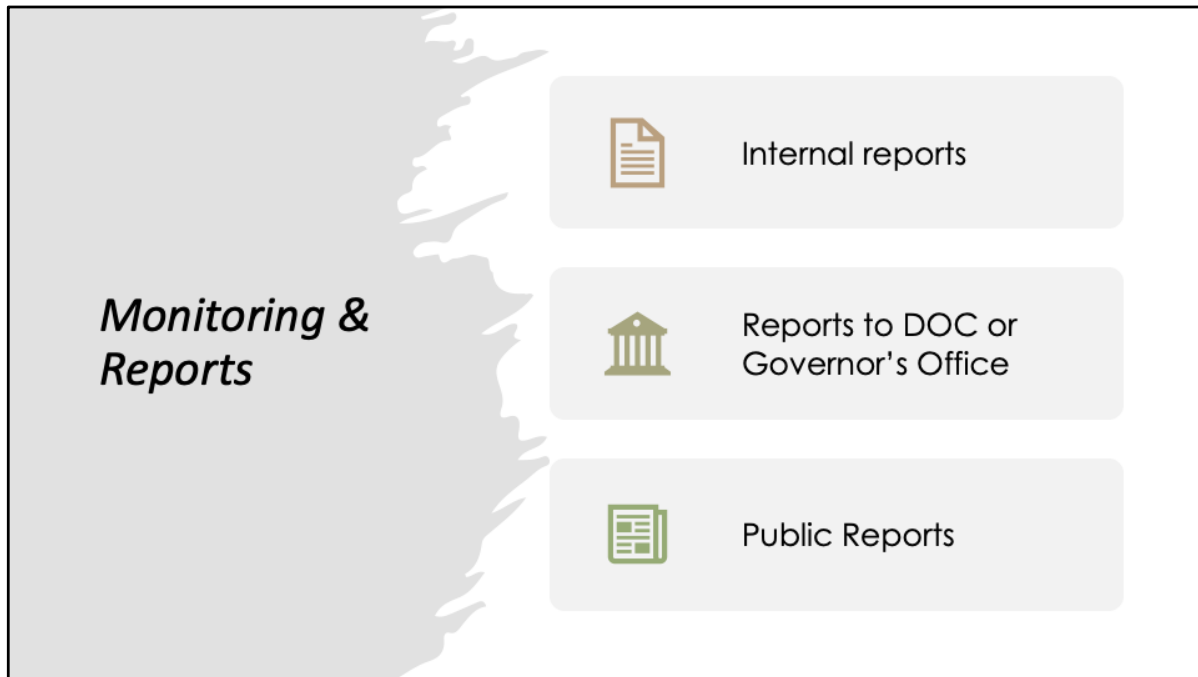 Monitoring &
Reports
Internal reports
Reports to DOC or
Governor’s Office
Public Reports